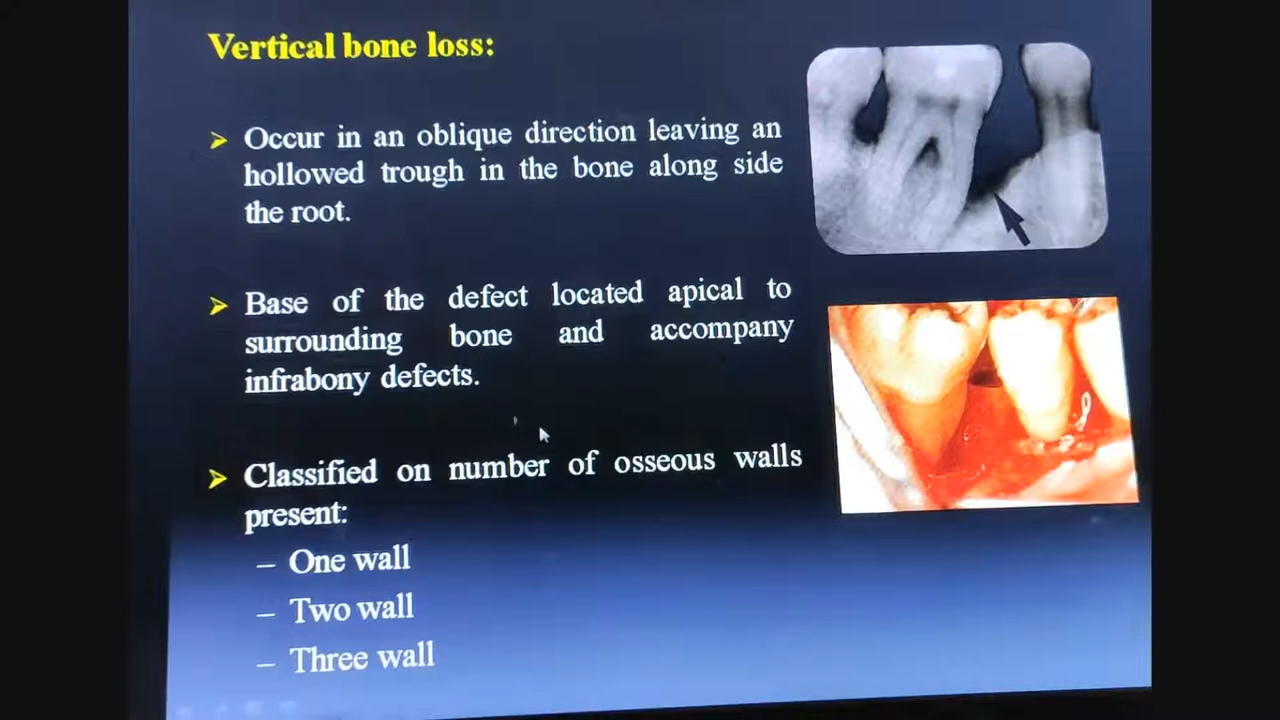 Vertical bone loss:
Occur in an oblique direction leaving an
hollowed trough in the bone along side
the root.
Base of the defect located apical to
surrounding bone and accompany
infrabony defects.
Classified on number of osseous walls
present:
– One wall
– Two wall
– Three wall